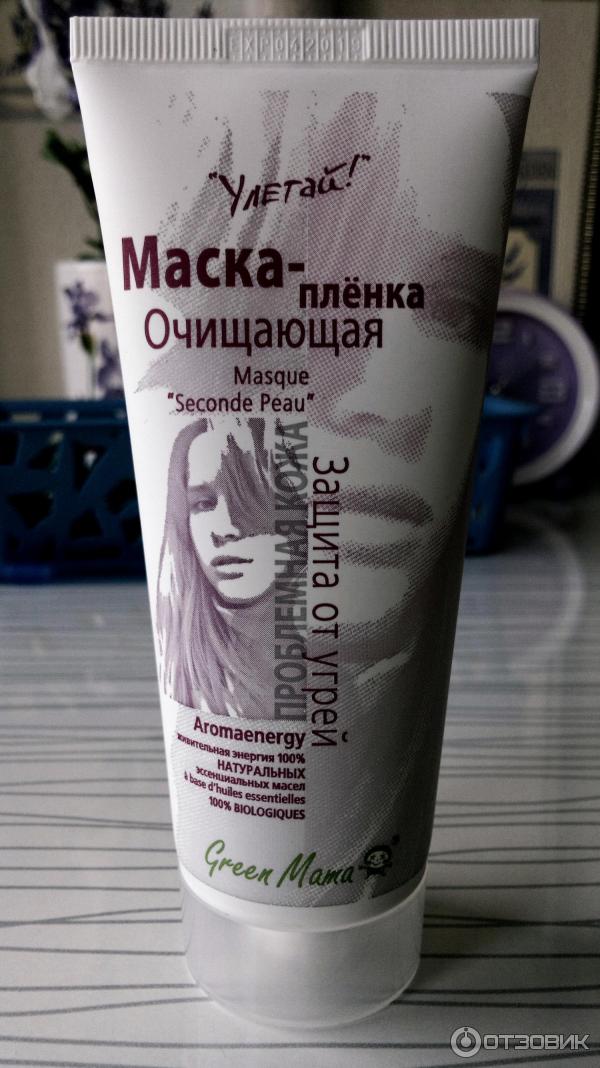 EXP042019
"Улетай!"
Маска-
плёнка
Очищающая
Masque
"Seconde Peau"
ПРОБЛЕМНАЯ КОЖА
Защита от угрей
Aromaenergy
живительная энергия 100%
НАТУРАЛЬНЫХ
эссенциальных масел
à base d'huiles essentielles
100% BIOLOGIQUES
Green Mama
ОТЗОВИК